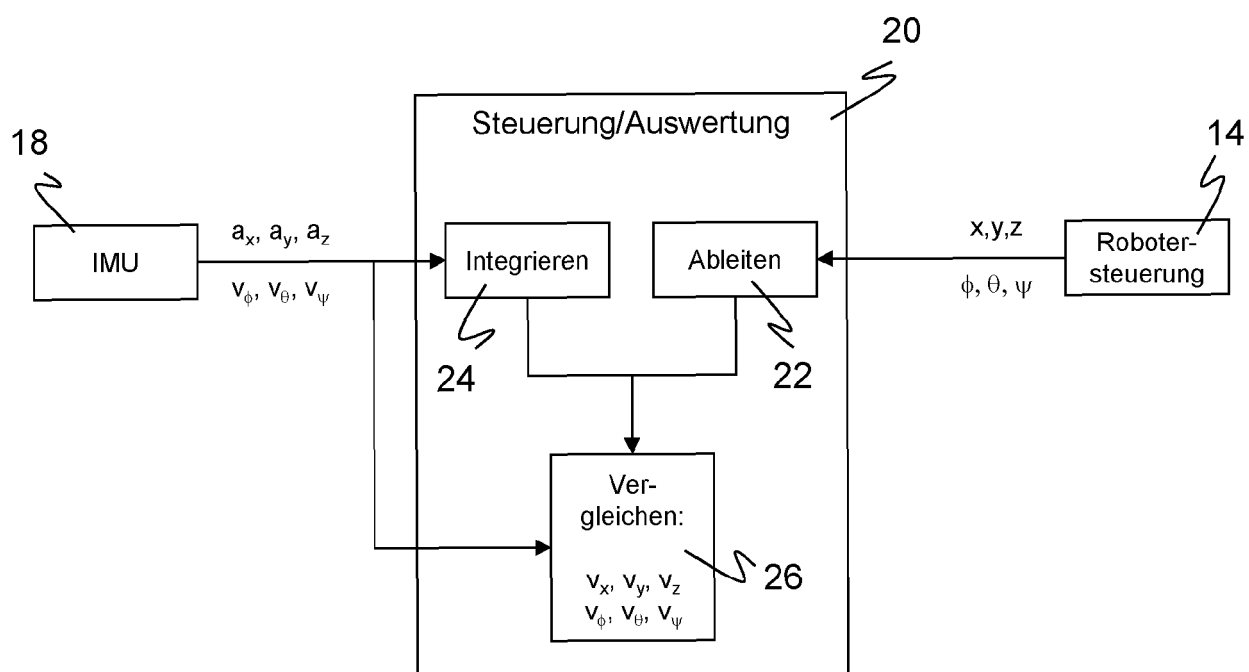 20
Steuerung/Auswertung
18
14
IMU
aₓ, a_y, a_z
v_ϕ, v_θ, v_ψ
Integrieren
Ableiten
x,y,z
ϕ, θ, ψ
Roboter-
steuerung
24
22
Ver-
gleichen:
vₓ, v_y, v_z
v_ϕ, v_θ, v_ψ
26